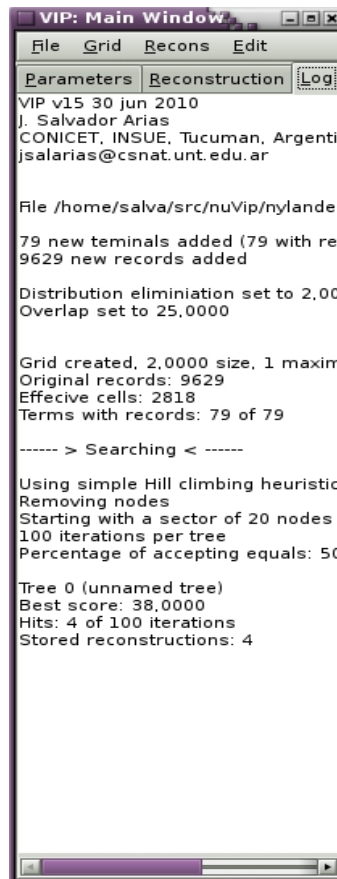 VIP: Main Window
File Grid Recons Edit
Parameters Reconstruction Log
VIP v15 30 jun 2010
J. Salvador Arias
CONICET, INSUE, Tucuman, Argenti
jsalarias@csnat.unt.edu.ar
File /home/salva/src/nuVip/nylande
79 new teminals added (79 with re
9629 new records added
Distribution eliminiation set to 2,00
Overlap set to 25,0000
Grid created, 2,0000 size, 1 maxim
Original records: 9629
Effecive cells: 2818
Terms with records: 79 of 79
------ > Searching < ------
Using simple Hill climbing heuristic
Removing nodes
Starting with a sector of 20 nodes
100 iterations per tree
Percentage of accepting equals: 50
Tree 0 (unnamed tree)
Best score: 38,0000
Hits: 4 of 100 iterations
Stored reconstructions: 4